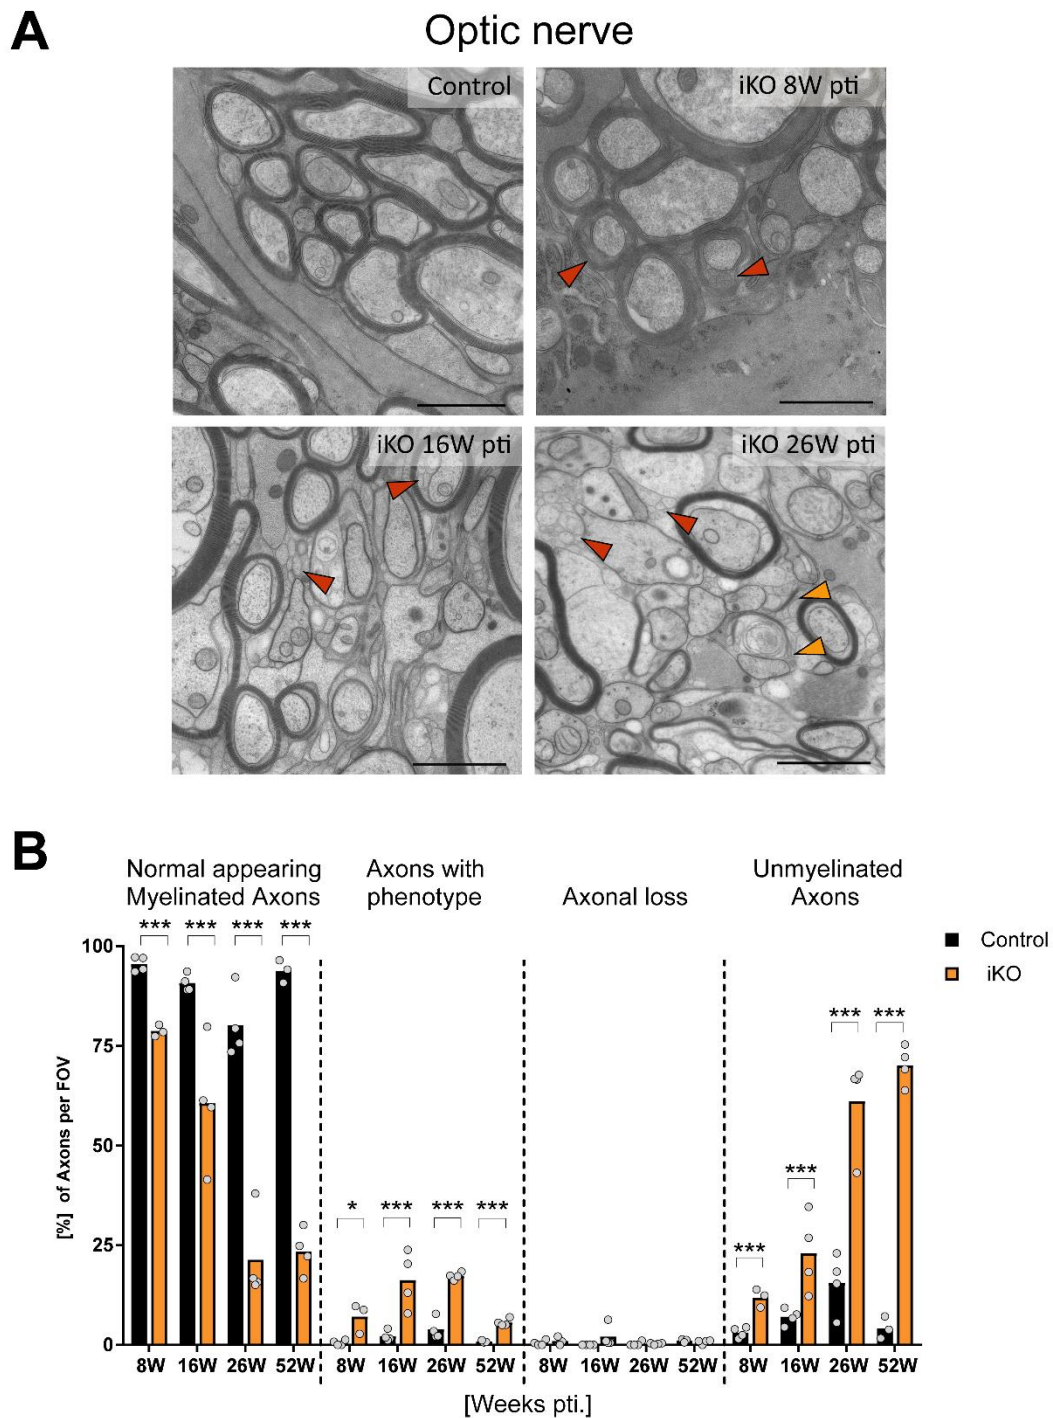 A
Optic nerve
Control
iKO 8W pti
iKO 16W pti
iKO 26W pti
B
Normal appearing
Myelinated Axons
Axons with
phenotype
Axonal loss
Unmyelinated
Axons
*** *** *** ***
* *** *** ***
*** *** *** ***
Control
iKO
[%] of Axons per FOV
100
75
50
25
0
8W 16W 26W 52W 8W 16W 26W 52W 8W 16W 26W 52W 8W 16W 26W 52W
[Weeks pti.]